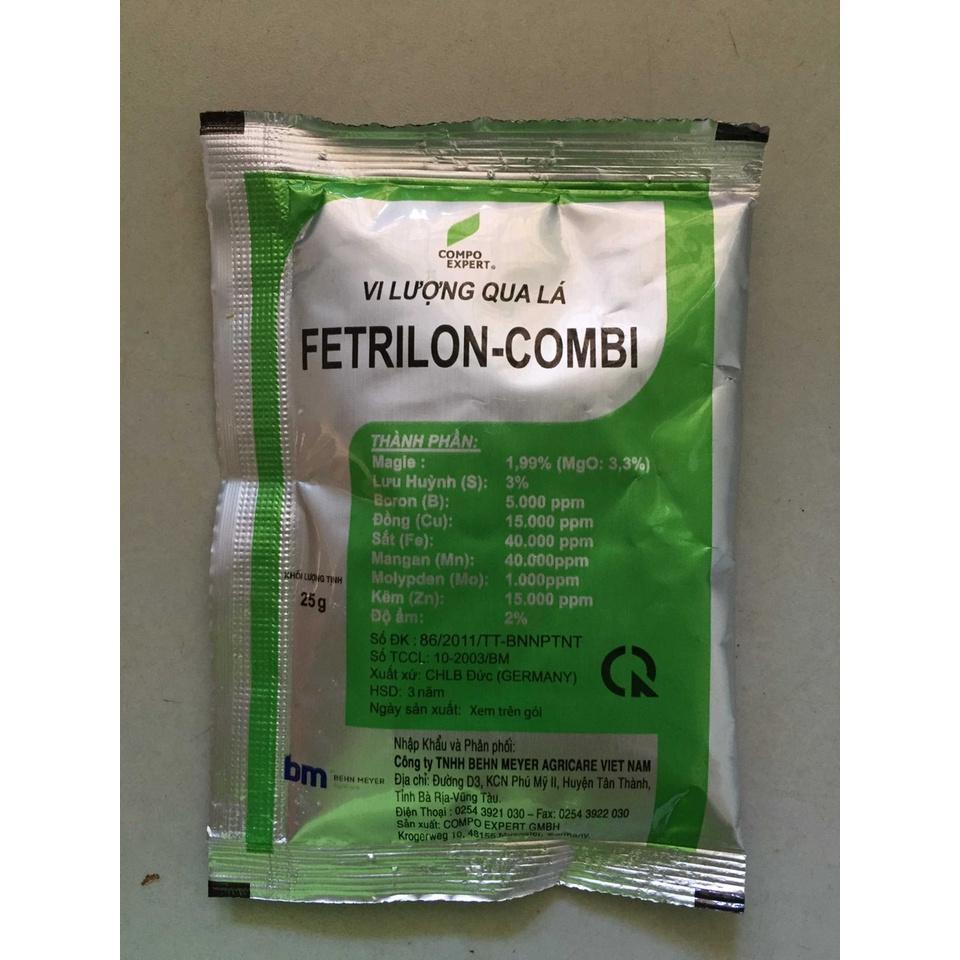 COMPO
EXPERT®
VI LƯỢNG QUA LÁ
FETRILON-COMBI
THÀNH PHẦN:
Magie : 1,99% (MgO: 3,3%)
Lưu Huỳnh (S): 3%
Boron (B): 5.000 ppm
Đồng (Cu): 15.000 ppm
Sắt (Fe): 40.000 ppm
Mangan (Mn): 40.000ppm
Molypden (Mo): 1.000ppm
Kẽm (Zn): 15.000 ppm
Độ ẩm: 2%
KHỐI LƯỢNG TỊNH
25g
Số ĐK : 86/2011/TT-BNNPTNT
Số TCCL: 10-2003/BM
Xuất xứ: CHLB Đức (GERMANY)
HSD: 3 năm
Ngày sản xuất: Xem trên gói
bm BEHN MEYER
Nhập Khẩu và Phân phối:
Công ty TNHH BEHN MEYER AGRICARE VIET NAM
Địa chỉ: Đường D3, KCN Phú Mỹ II, Huyện Tân Thành,
Tỉnh Bà Rịa-Vũng Tàu.
Điện Thoại : 0254 3921 030 – Fax: 0254 3922 030
Sản xuất: COMPO EXPERT GMBH
Krogerweg 10, 48155 Muenster, Germany.